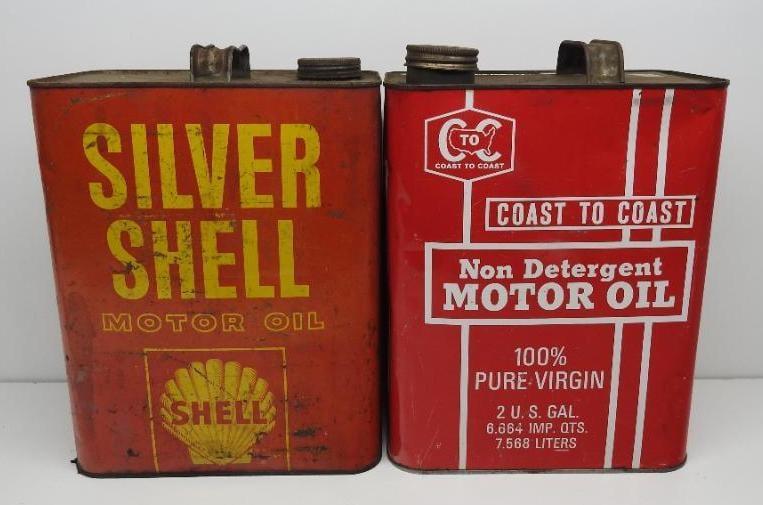 SILVER
SHELL
MOTOR OIL
SHELL
C TO C
COAST TO COAST
COAST TO COAST
Non Detergent
MOTOR OIL
100%
PURE-VIRGIN
2 U.S. GAL.
6.664 IMP. QTS.
7.568 LITERS